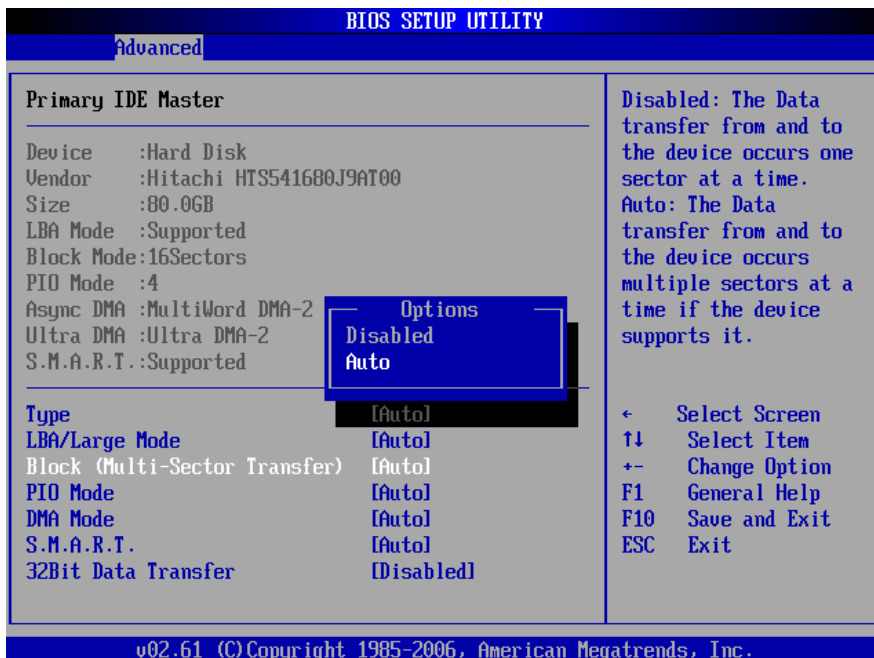 BIOS SETUP UTILITY
Advanced
Primary IDE Master
Device :Hard Disk
Vendor :Hitachi HTS541680J9AT00
Size :80.0GB
LBA Mode :Supported
Block Mode:16Sectors
PIO Mode :4
Async DMA :MultiWord DMA-2
Ultra DMA :Ultra DMA-2
S.M.A.R.T.:Supported
Options
Disabled
Auto
Type [Auto]
LBA/Large Mode [Auto]
Block (Multi-Sector Transfer) [Auto]
PIO Mode [Auto]
DMA Mode [Auto]
S.M.A.R.T. [Auto]
32Bit Data Transfer [Disabled]
Disabled: The Data
transfer from and to
the device occurs one
sector at a time.
Auto: The Data
transfer from and to
the device occurs
multiple sectors at a
time if the device
supports it.
← Select Screen
↑↓ Select Item
+- Change Option
F1 General Help
F10 Save and Exit
ESC Exit
v02.61 (C)Copyright 1985-2006, American Megatrends, Inc.